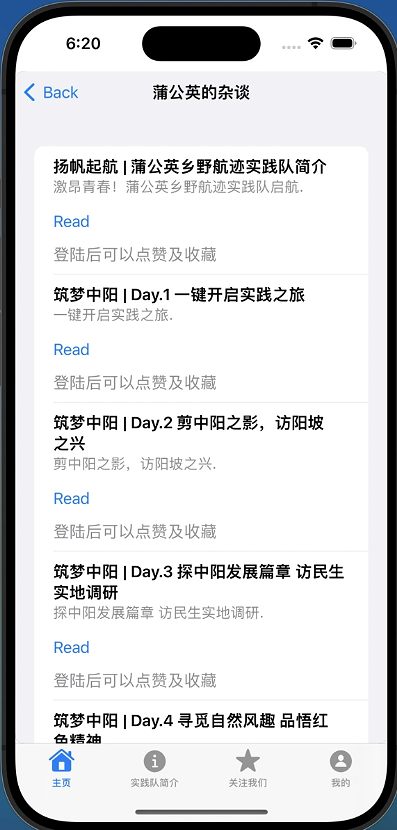 6:20
Back
蒲公英的杂谈
扬帆起航 | 蒲公英乡野航迹实践队简介
激昂青春！蒲公英乡野航迹实践队启航.
Read
登陆后可以点赞及收藏
筑梦中阳 | Day.1 一键开启实践之旅
一键开启实践之旅.
Read
登陆后可以点赞及收藏
筑梦中阳 | Day.2 剪中阳之影，访阳坡
之兴
剪中阳之影，访阳坡之兴.
Read
登陆后可以点赞及收藏
筑梦中阳 | Day.3 探中阳发展篇章 访民生
实地调研
探中阳发展篇章 访民生实地调研.
Read
登陆后可以点赞及收藏
筑梦中阳 | Day.4 寻觅自然风趣 品悟红
色精神
主页
实践队简介
关注我们
我的